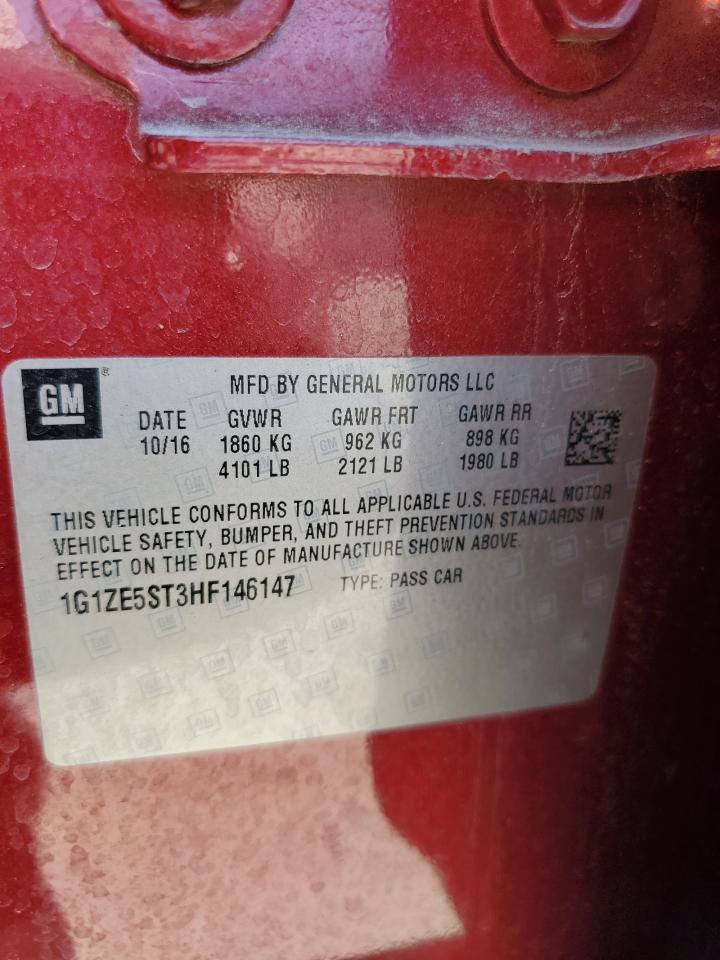 GM®
MFD BY GENERAL MOTORS LLC
DATE GVWR GAWR FRT GAWR RR
10/16 1860 KG 962 KG 898 KG
4101 LB 2121 LB 1980 LB
THIS VEHICLE CONFORMS TO ALL APPLICABLE U.S. FEDERAL MOTOR
VEHICLE SAFETY, BUMPER, AND THEFT PREVENTION STANDARDS IN
EFFECT ON THE DATE OF MANUFACTURE SHOWN ABOVE.
1G1ZE5ST3HF146147 TYPE: PASS CAR